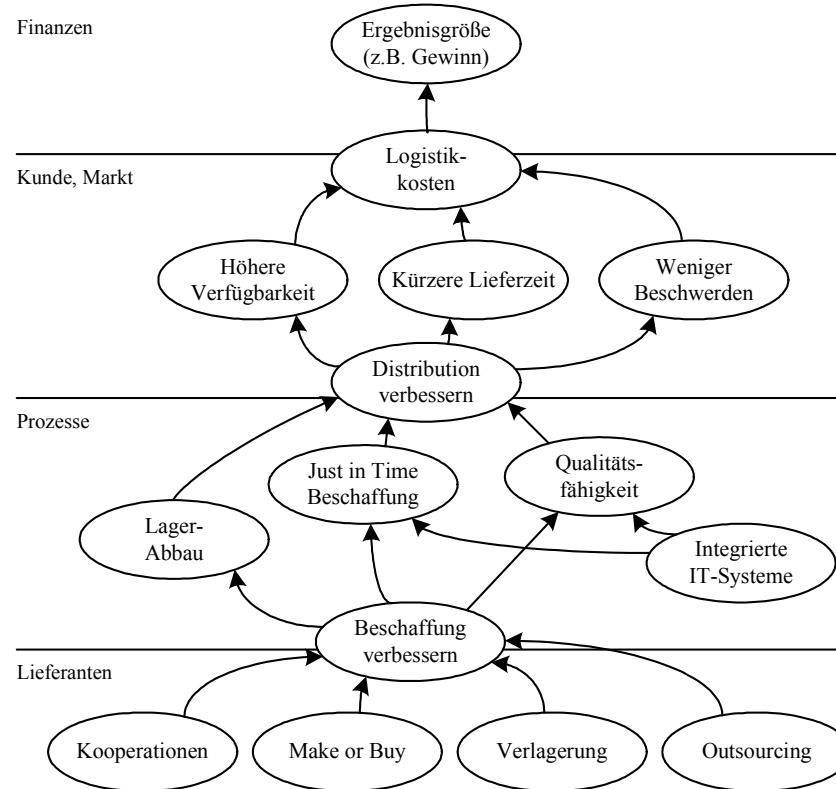 Finanzen
Ergebnisgröße
(z.B. Gewinn)
Logistik-
kosten
Kunde, Markt
Höhere
Verfügbarkeit
Kürzere Lieferzeit
Weniger
Beschwerden
Distribution
verbessern
Prozesse
Just in Time
Beschaffung
Qualitäts-
fähigkeit
Lager-
Abbau
Integrierte
IT-Systeme
Beschaffung
verbessern
Lieferanten
Kooperationen
Make or Buy
Verlagerung
Outsourcing